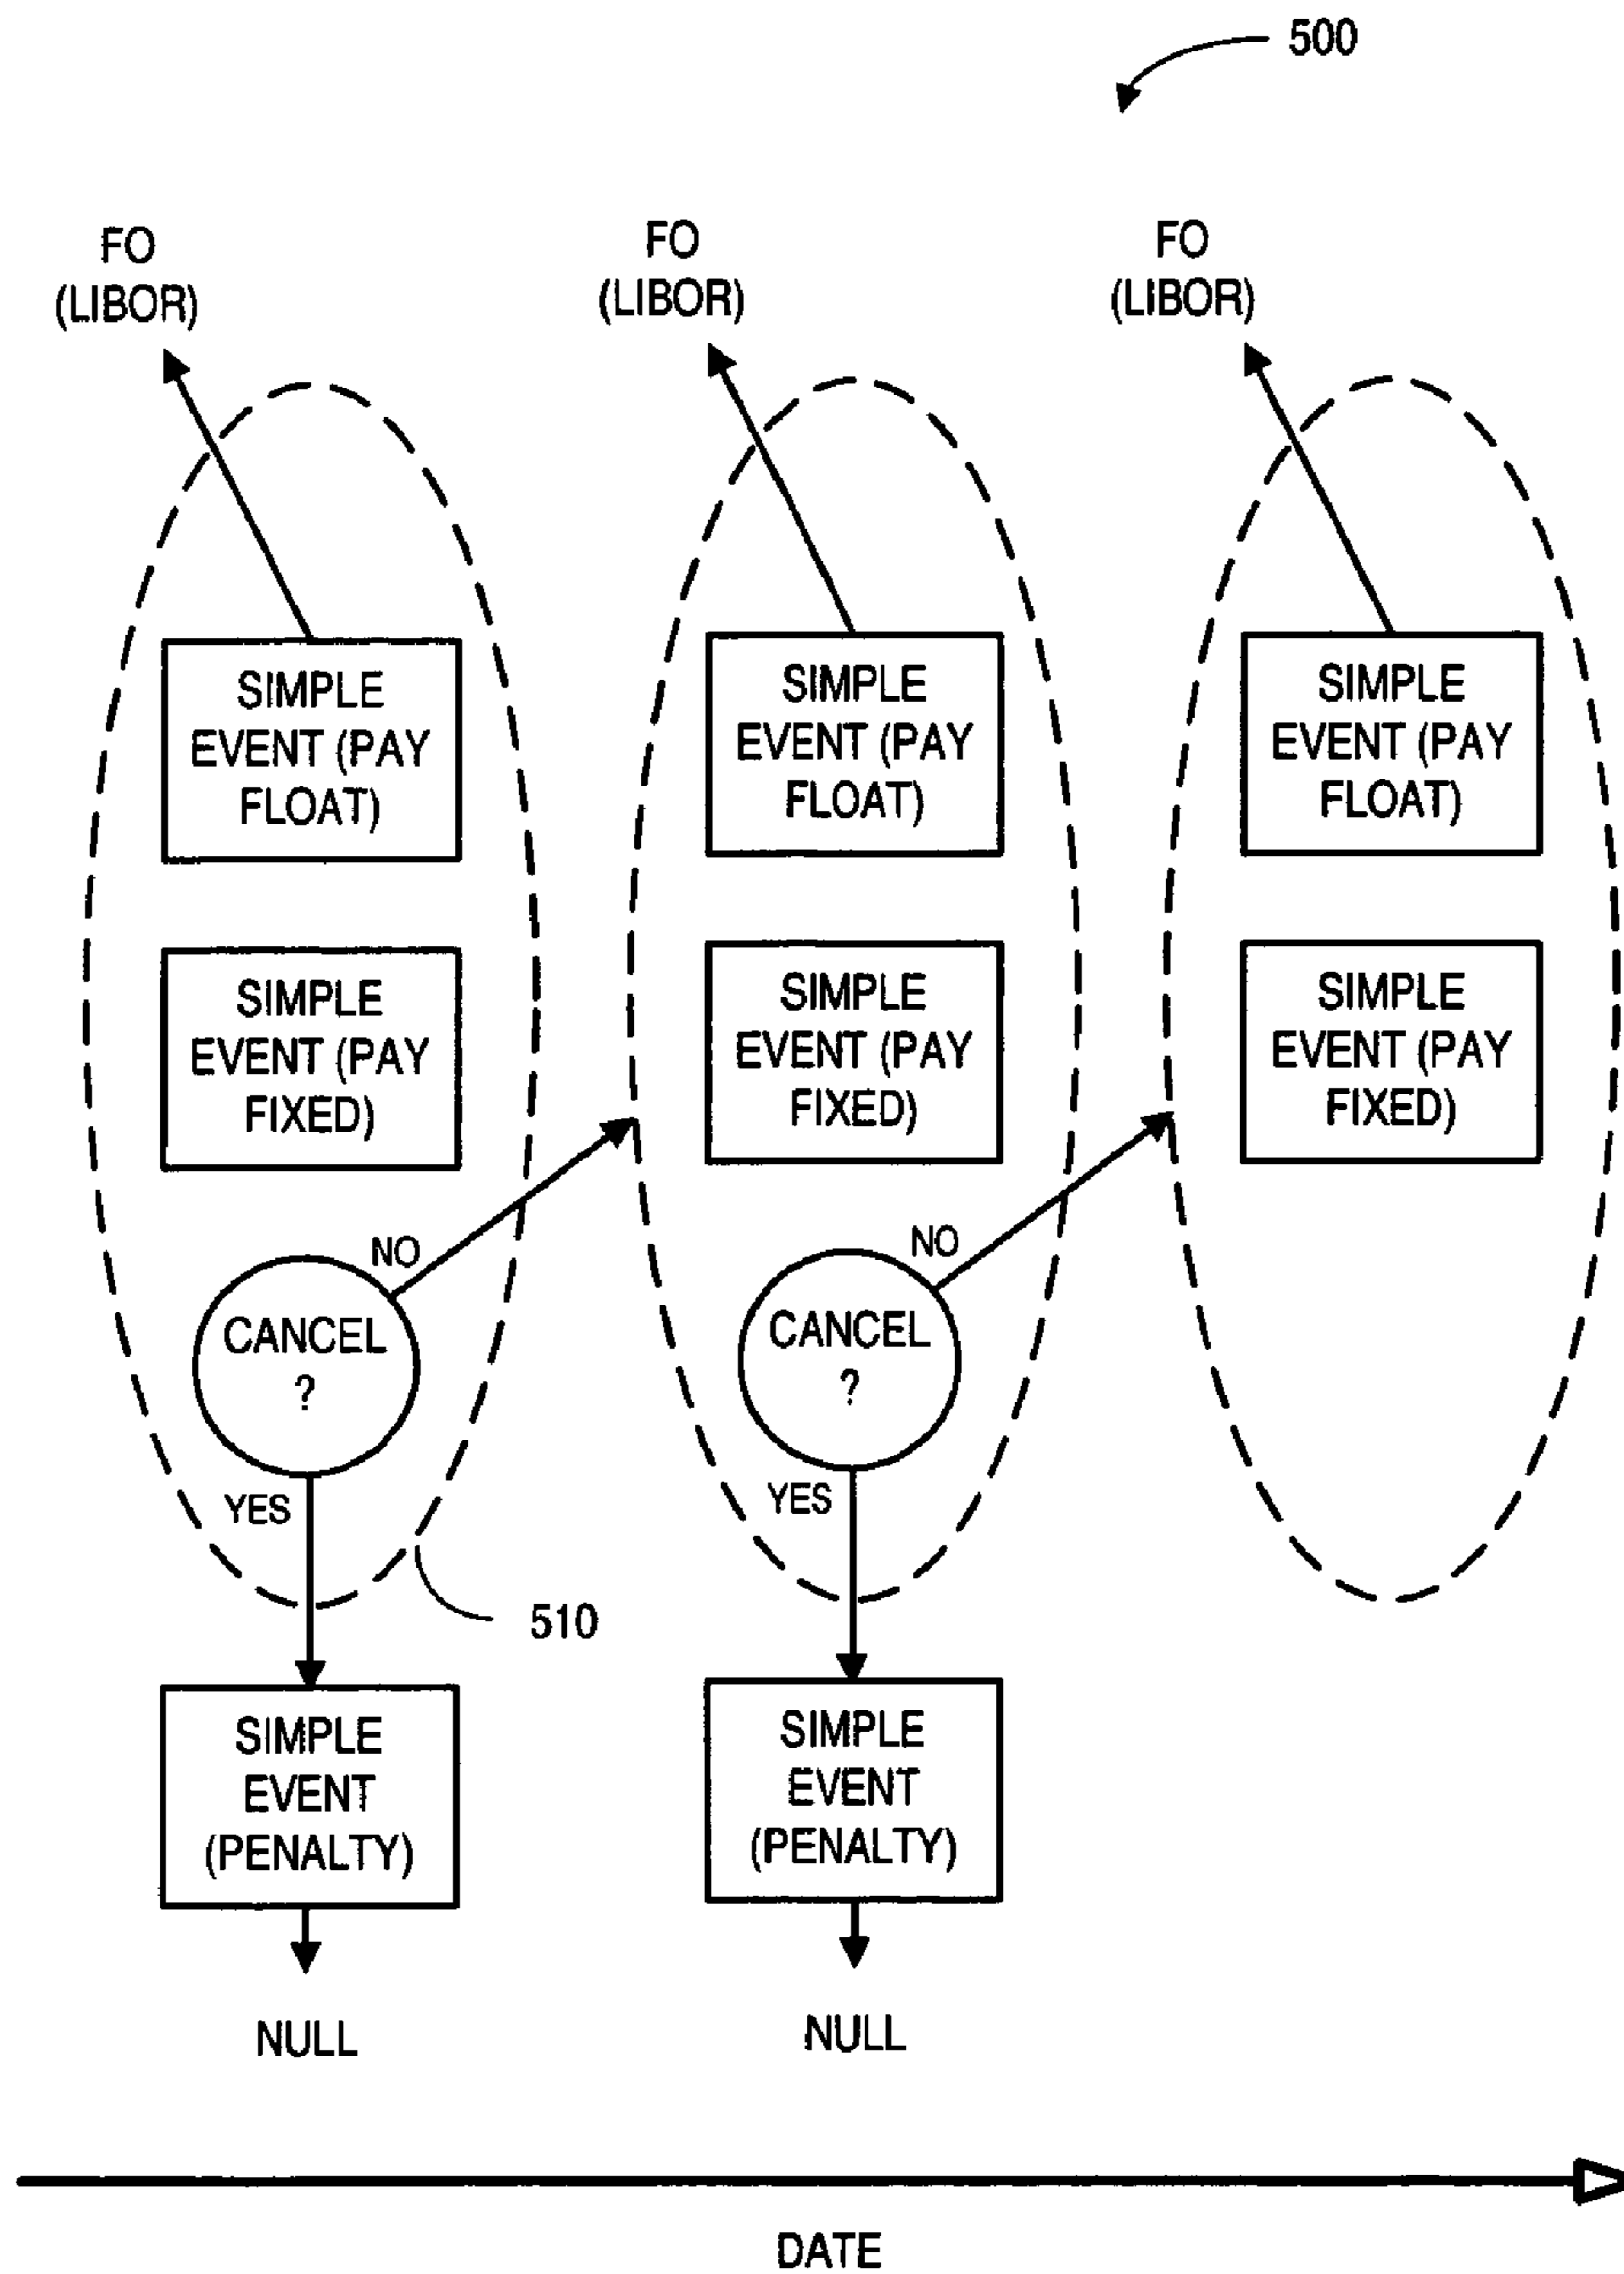 500
FO
(LIBOR)
FO
(LIBOR)
FO
(LIBOR)
SIMPLE
EVENT (PAY
FLOAT)
SIMPLE
EVENT (PAY
FLOAT)
SIMPLE
EVENT (PAY
FLOAT)
SIMPLE
EVENT (PAY
FIXED)
SIMPLE
EVENT (PAY
FIXED)
SIMPLE
EVENT (PAY
FIXED)
NO
CANCEL
?
YES
NO
CANCEL
?
YES
510
SIMPLE
EVENT
(PENALTY)
SIMPLE
EVENT
(PENALTY)
NULL
NULL
DATE